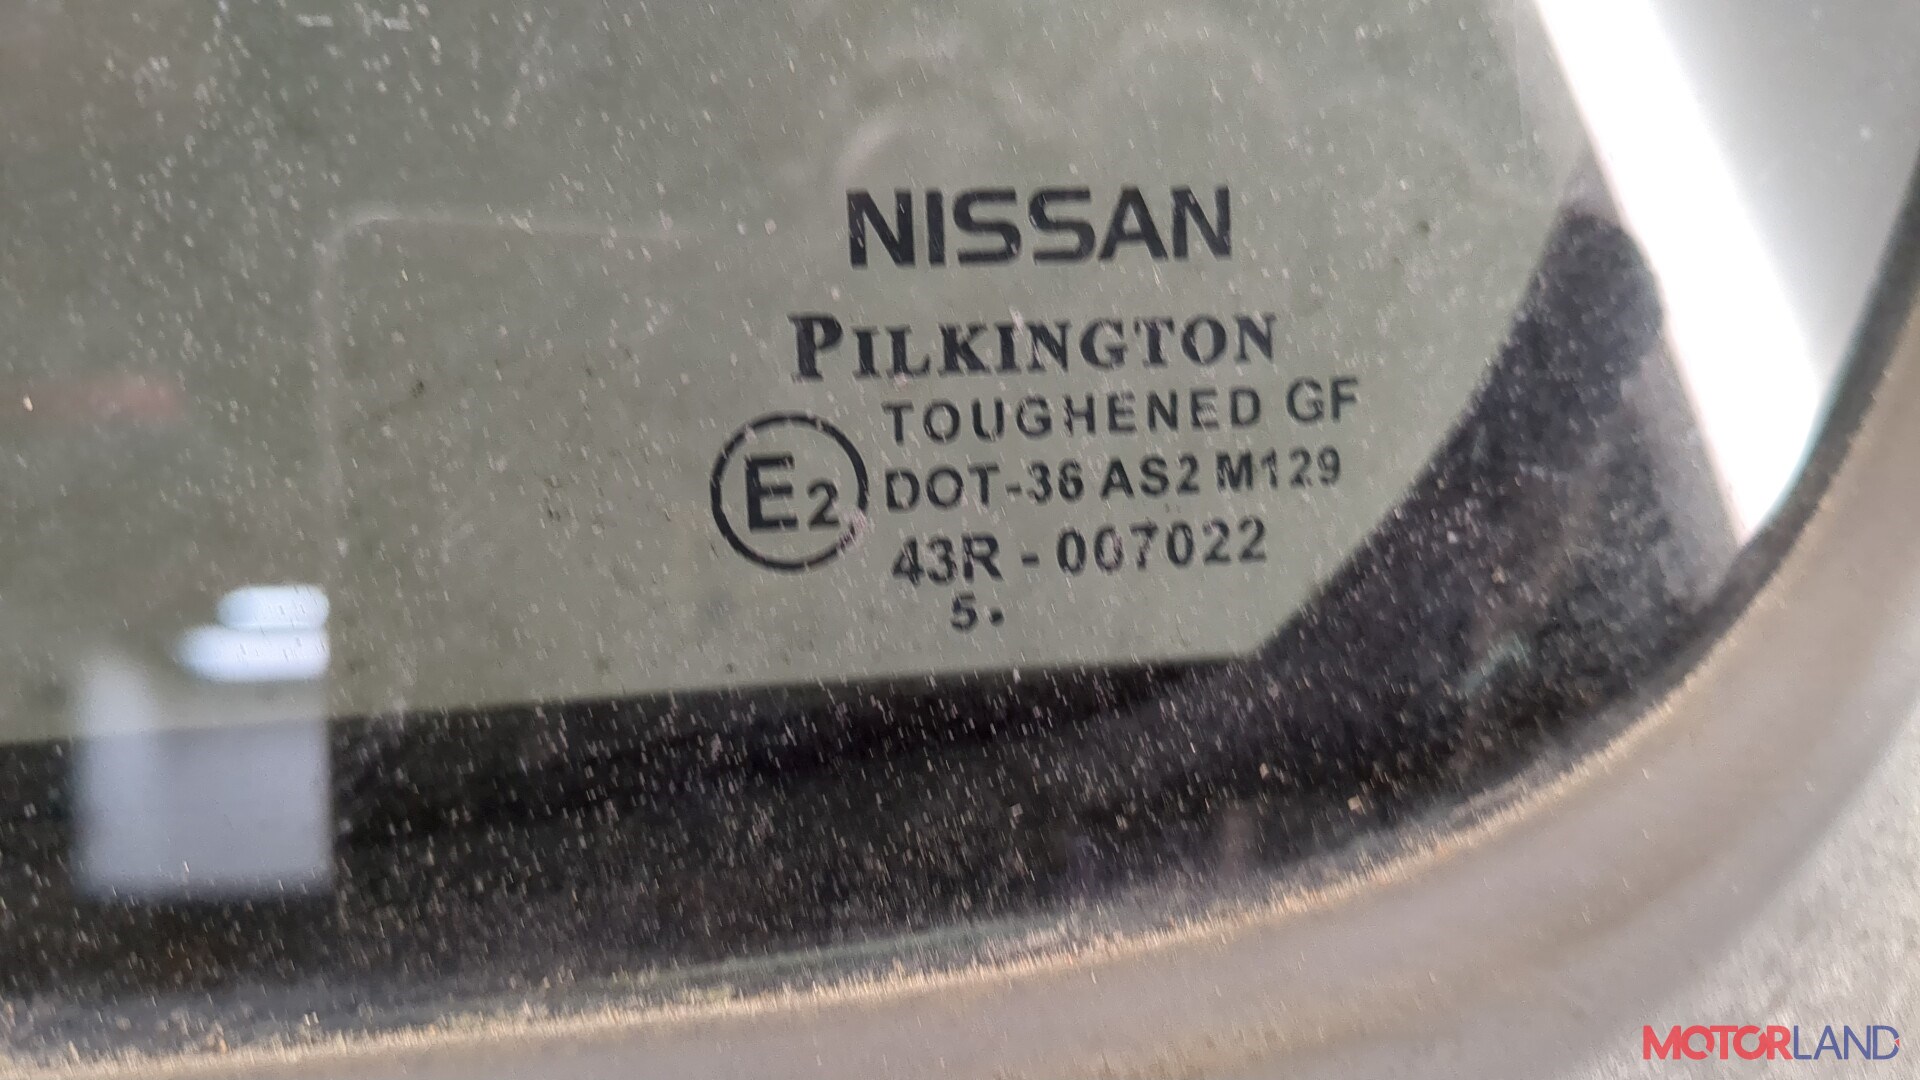 NISSAN
PILKINGTON
TOUGHENED GF
E2
DOT-36 AS2 M129
43R - 007022
5.
MOTORLAND